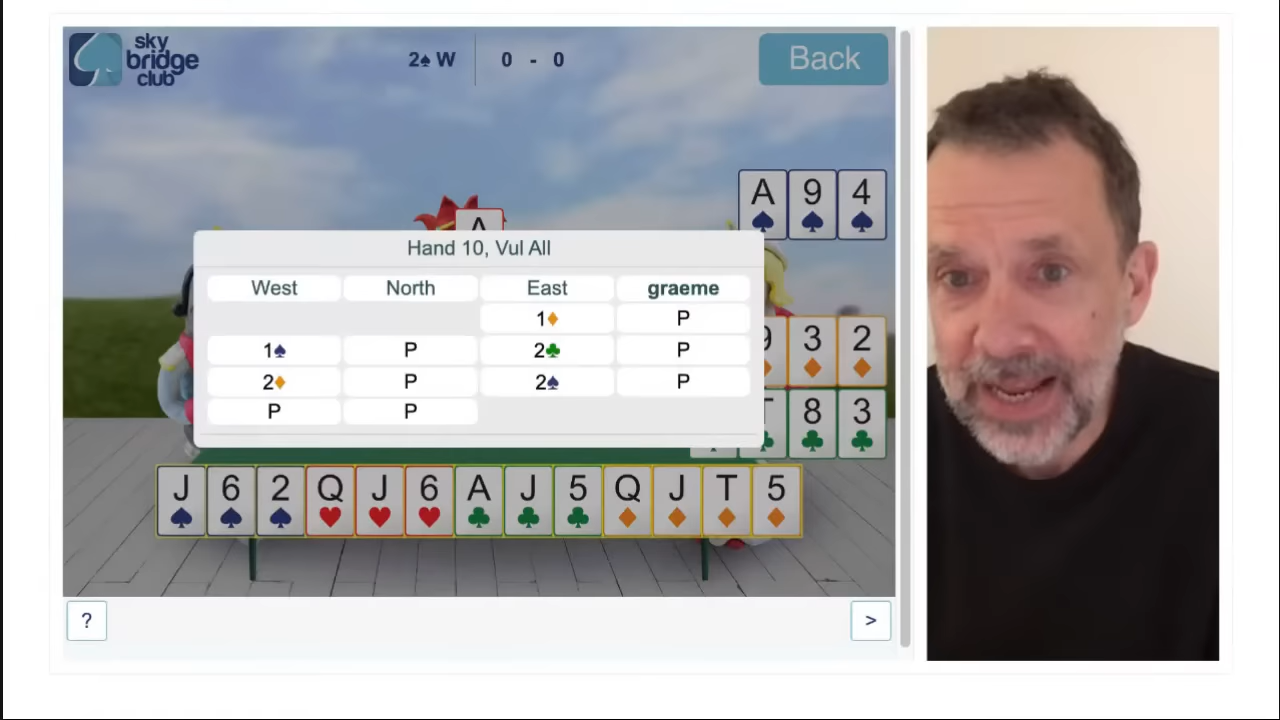 sky
bridge
club
2♠ W
0 - 0
Back
A 9 4
♠ ♠ ♠
A
Hand 10, Vul All
West North East graeme
1♦ P
1♠ P 2♣ P
2♦ P 2♠ P
P P
9 3 2
♦ ♦ ♦
8 3
♣ ♣ ♣ ♣
J 6 2 Q J 6 A J 5 Q J T 5
♠ ♠ ♠ ♥ ♥ ♥ ♣ ♣ ♣ ♦ ♦ ♦ ♦
? >